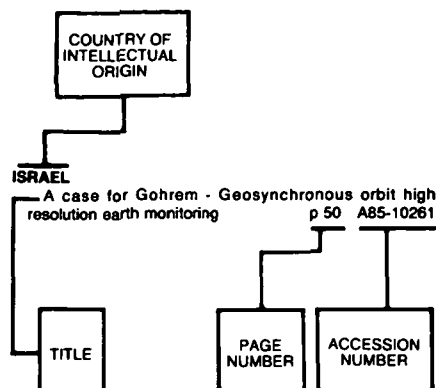 COUNTRY OF
INTELLECTUAL
ORIGIN
ISRAEL
A case for Gohrem - Geosynchronous orbit high
resolution earth monitoring p 50 A85-10261
TITLE
PAGE
NUMBER
ACCESSION
NUMBER